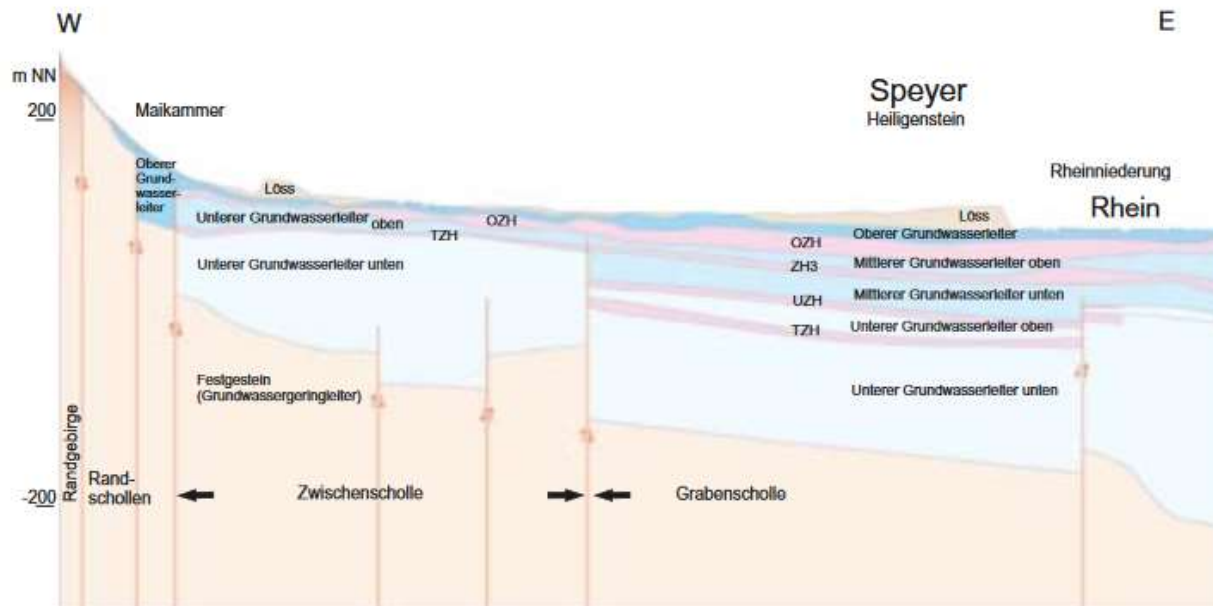 W
E
m NN
200
Maikammer
Speyer
Heiligenstein
Oberer
Grund-
wasser-
leiter
Löss
Rheinniederung
Rhein
Unterer Grundwasserleiter oben
OZH
TZH
Löss
OZH
Oberer Grundwasserleiter
Unterer Grundwasserleiter unten
ZH3
Mittlerer Grundwasserleiter oben
UZH
Mittlerer Grundwasserleiter unten
TZH
Unterer Grundwasserleiter oben
Festgestein
(Grundwassergeringleiter)
Unterer Grundwasserleiter unten
-200
Randgebirge
Rand-
schollen
Zwischenscholle
Grabenscholle